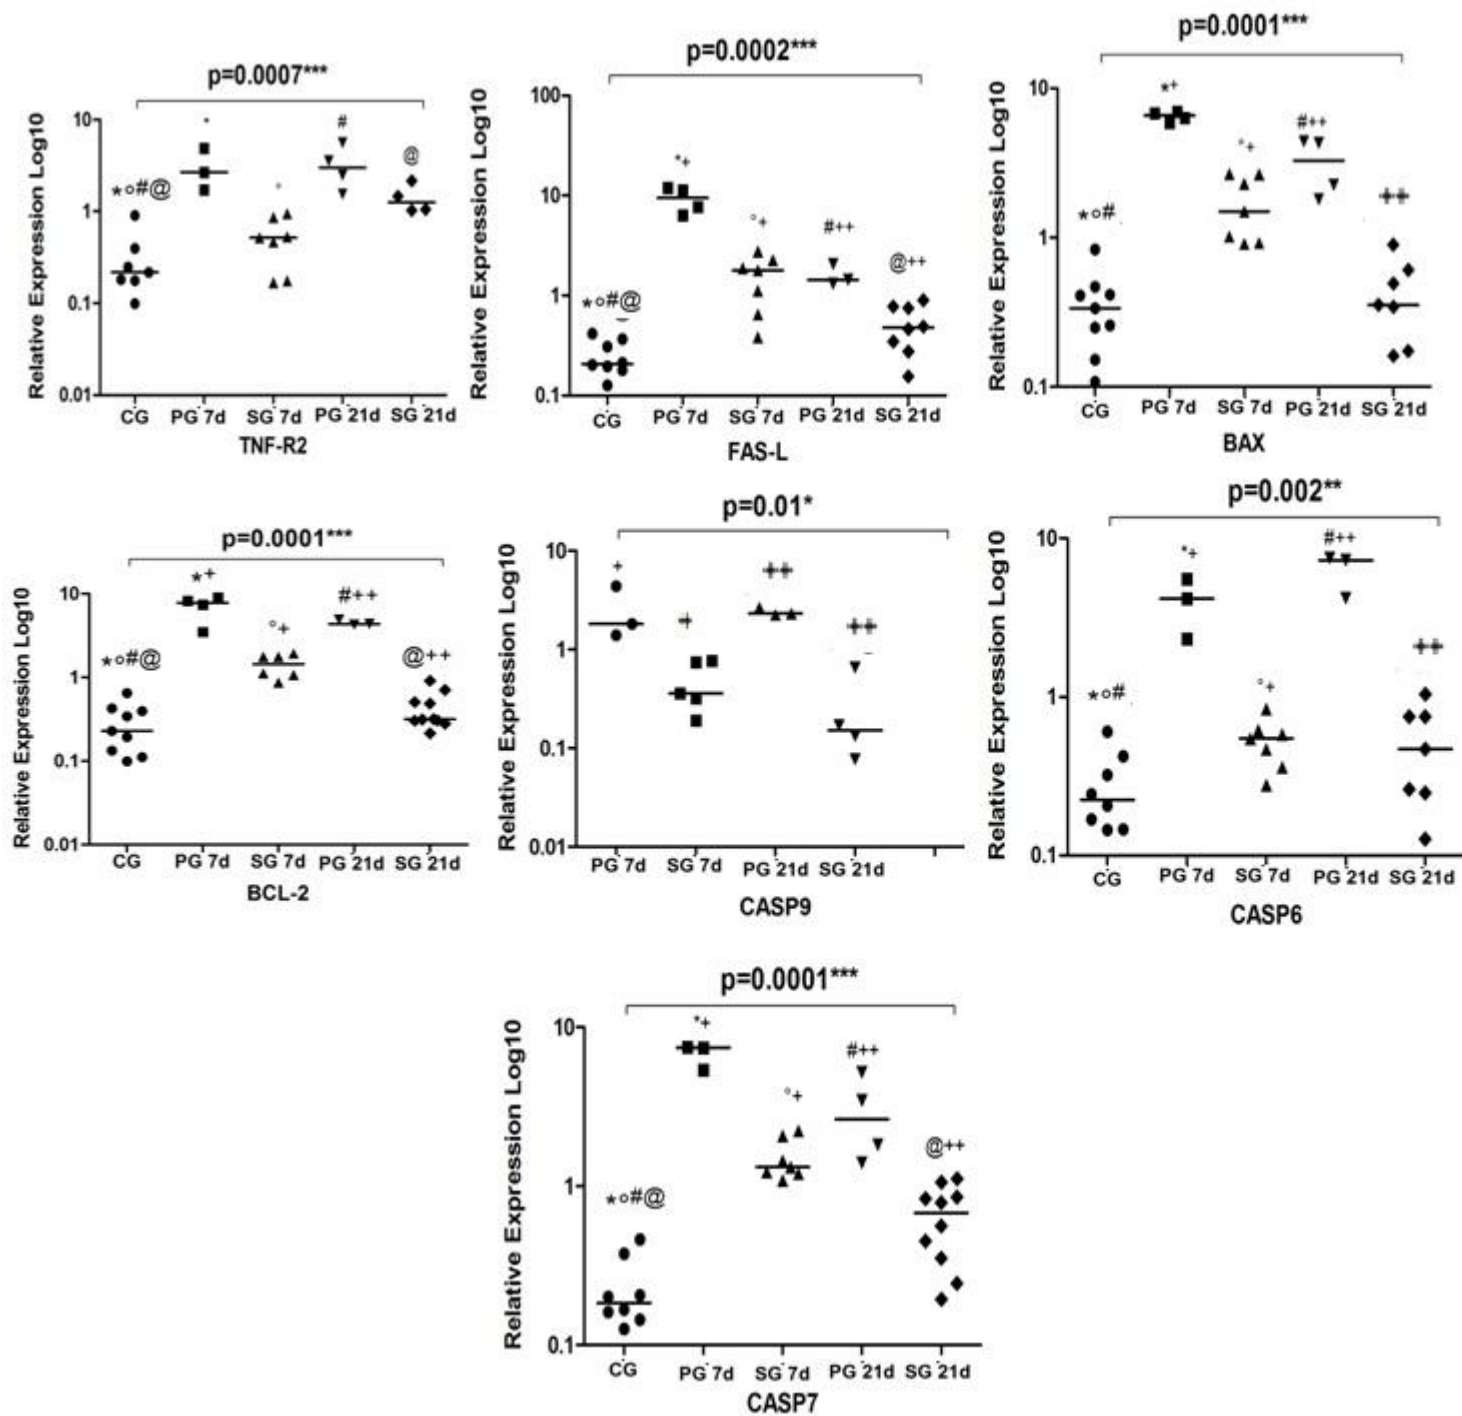 p=0.0007***
Relative Expression Log10
10
1
0.1
0.01
*
#
@
*○#@
°
CG PG 7d SG 7d PG 21d SG 21d
TNF-R2
p=0.0002***
Relative Expression Log10
100
10
1
0.1
*+
°+
#++
@++
*○#@
CG PG 7d SG 7d PG 21d SG 21d
FAS-L
p=0.0001***
Relative Expression Log10
10
1
0.1
*+
#++
°+
++
*○#
CG PG 7d SG 7d PG 21d SG 21d
BAX
p=0.0001***
Relative Expression Log10
10
1
0.1
0.01
*+
#++
°+
*○#@
@++
CG PG 7d SG 7d PG 21d SG 21d
BCL-2
p=0.01*
Relative Expression Log10
10
1
0.1
0.01
+
++
+
++
PG 7d SG 7d PG 21d SG 21d
CASP9
p=0.002**
Relative Expression Log10
10
1
0.1
*+
#++
++
*○#
°+
CG PG 7d SG 7d PG 21d SG 21d
CASP6
p=0.0001***
Relative Expression Log10
10
1
0.1
*+
#++
°+
@++
*○#@
CG PG 7d SG 7d PG 21d SG 21d
CASP7